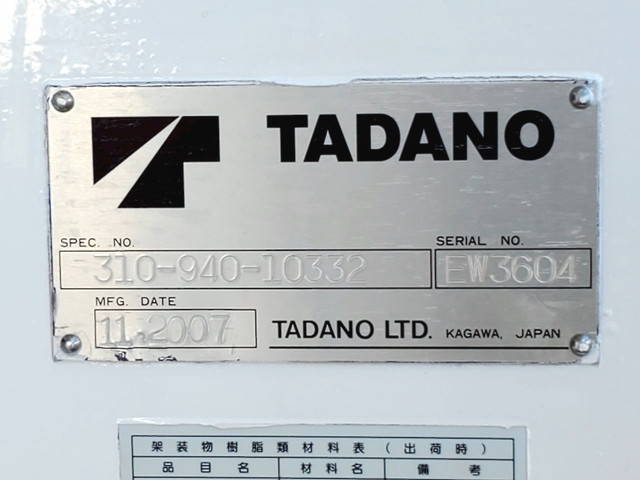 TADANO
SPEC. NO. SERIAL NO.
310-940-10332 EW3604
MFG. DATE
11.2007 TADANO LTD. KAGAWA, JAPAN
架装物樹脂類材料表(出荷時)
品目名 材料名 備考